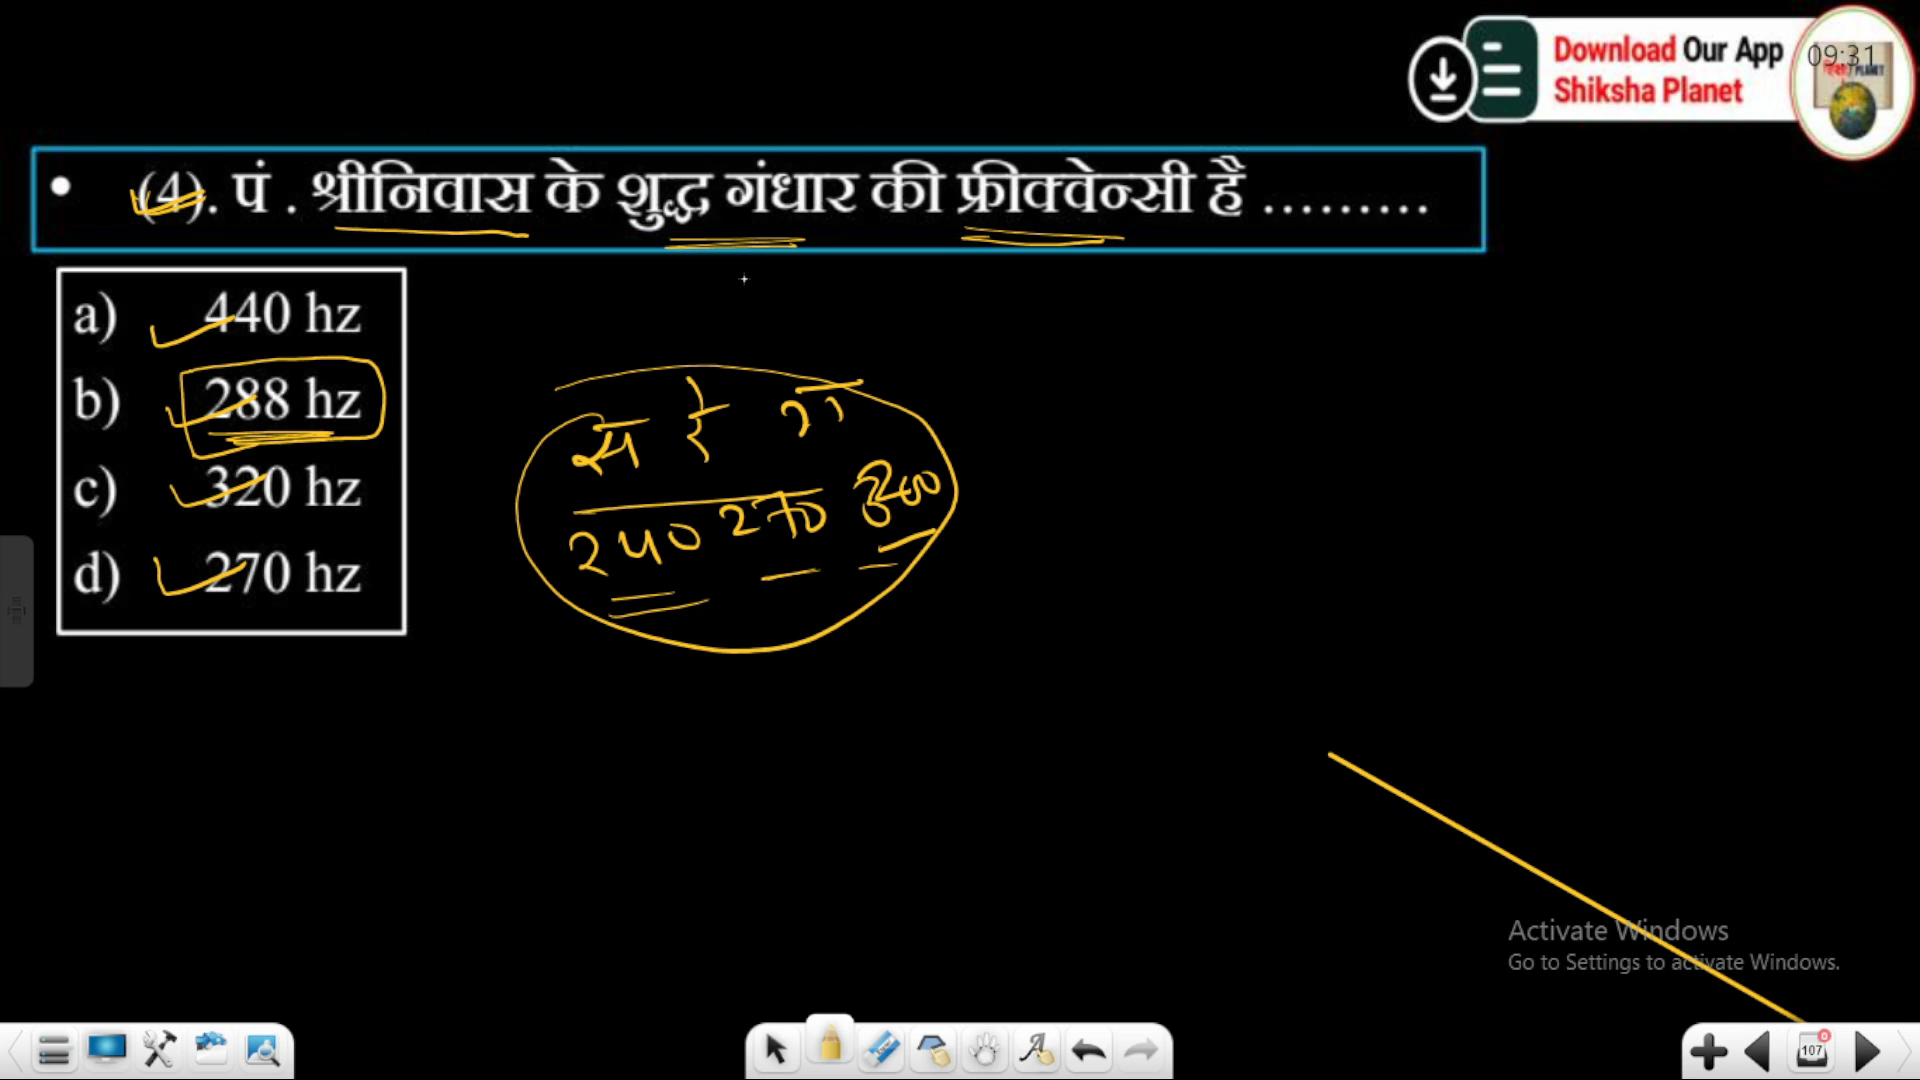 Download Our App
Shiksha Planet
09:31
• (4). पं . श्रीनिवास के शुद्ध गंधार की फ्रीक्वेन्सी है .........
a) 440 hz
b) 288 hz
c) 320 hz
d) 270 hz
सा रे ग
240 270
Activate Windows
Go to Settings to activate Windows.
107